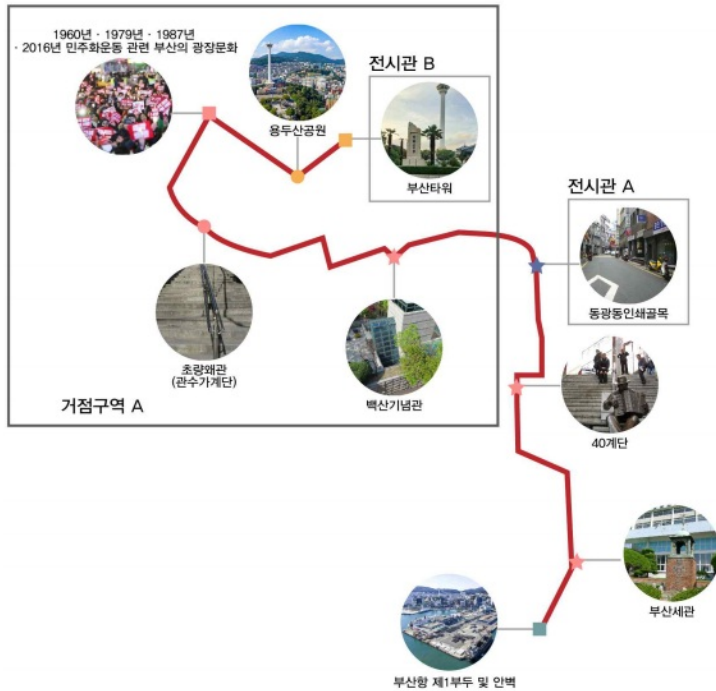 1960년 · 1979년 · 1987년 ·
· 2016년 민주화운동 관련 부산의 광장문화
용두산공원
전시관 B
부산타워
전시관 A
동광동인쇄골목
초량왜관
(관수가계단)
백산기념관
거점구역 A
40계단
부산세관
부산항 제1부두 및 안벽